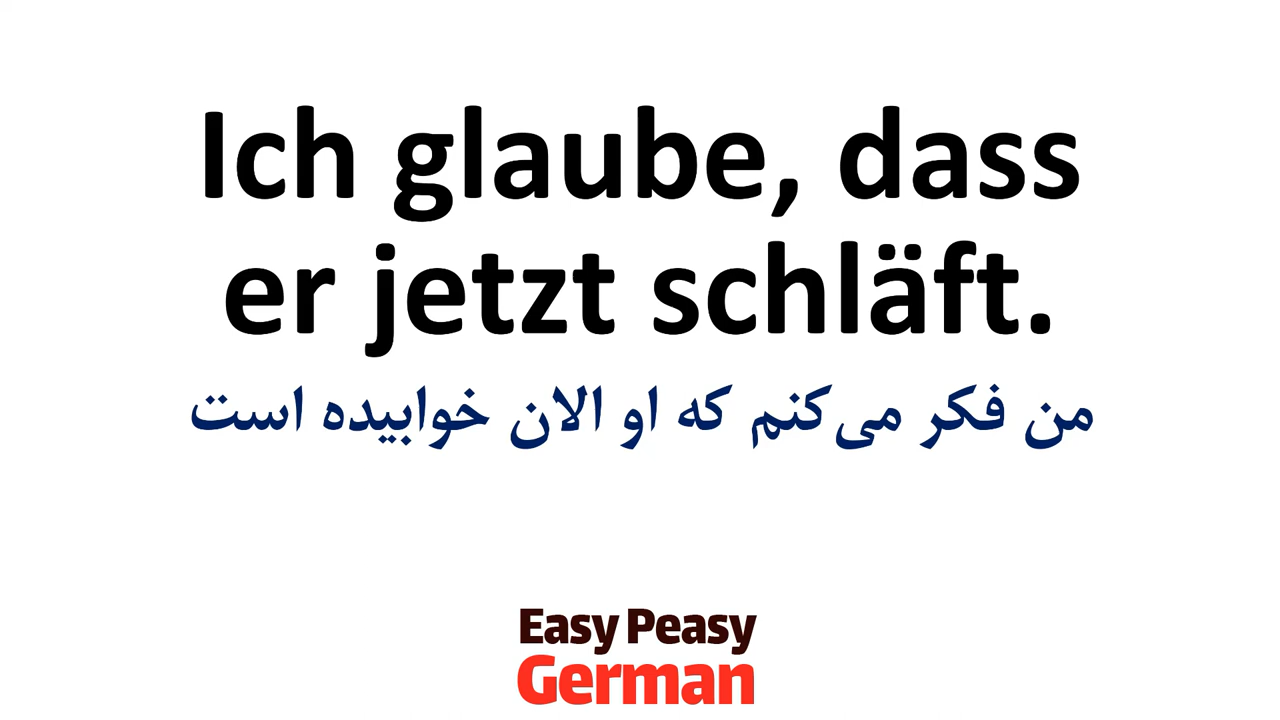 Ich glaube, dass
er jetzt schläft.
من فکر می‌کنم که او الان خوابیده است
Easy Peasy
German